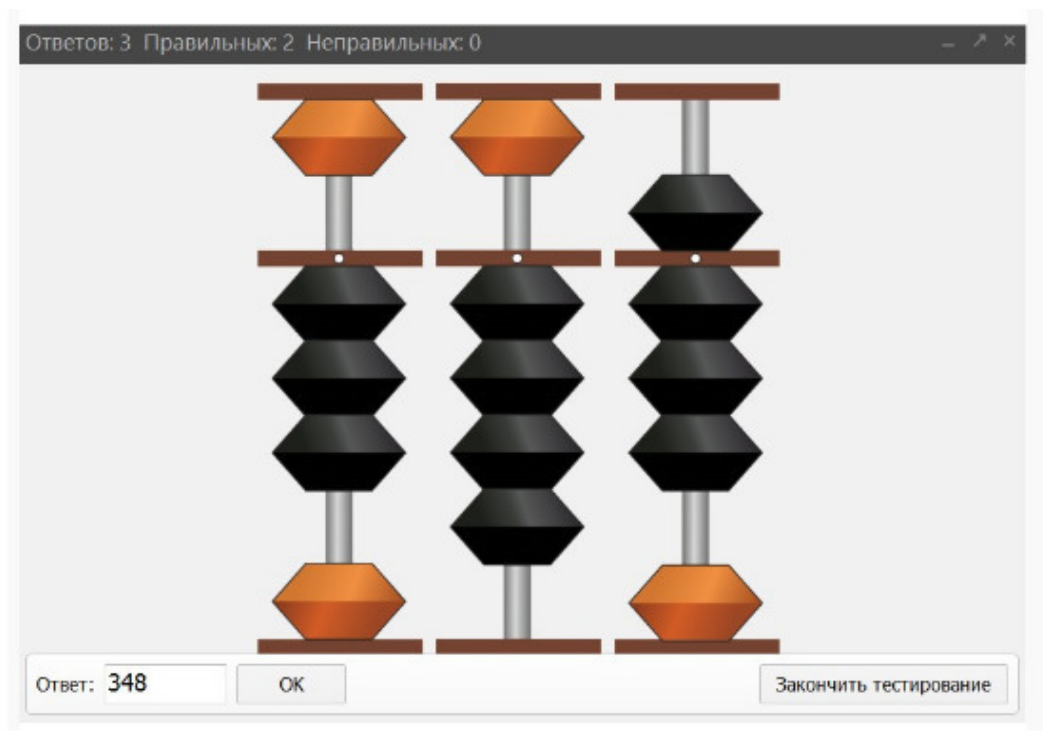 Ответов: 3 Правильных: 2 Неправильных: 0
Ответ: 348 OK Закончить тестирование